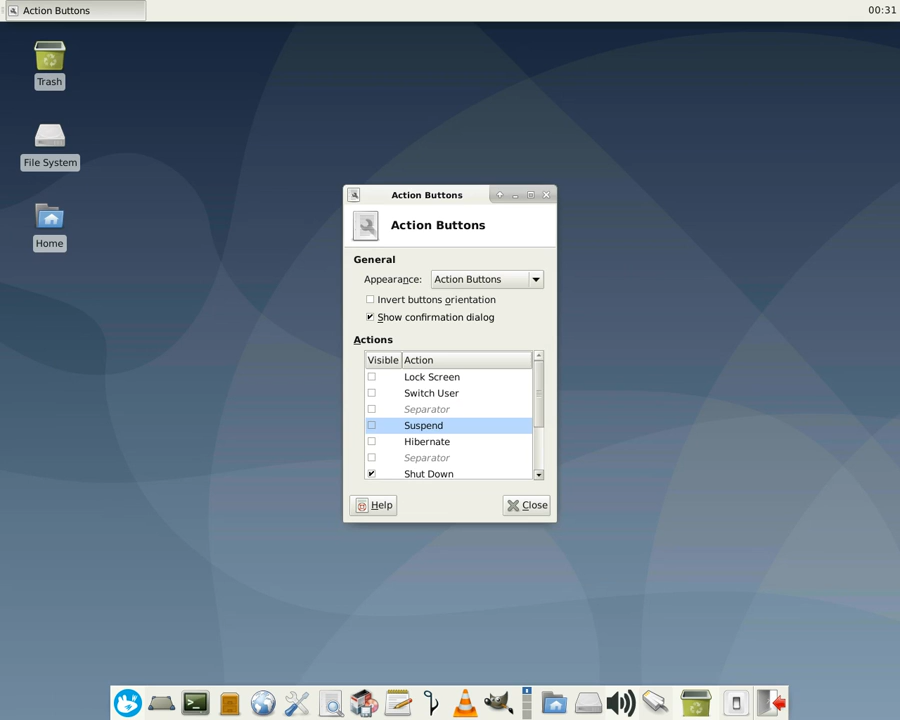 Action Buttons
00:31
Trash
File System
Home
Action Buttons
Action Buttons
General
Appearance: Action Buttons
Invert buttons orientation
Show confirmation dialog
Actions
Visible Action
Lock Screen
Switch User
Separator
Suspend
Hibernate
Separator
Shut Down
Help
Close